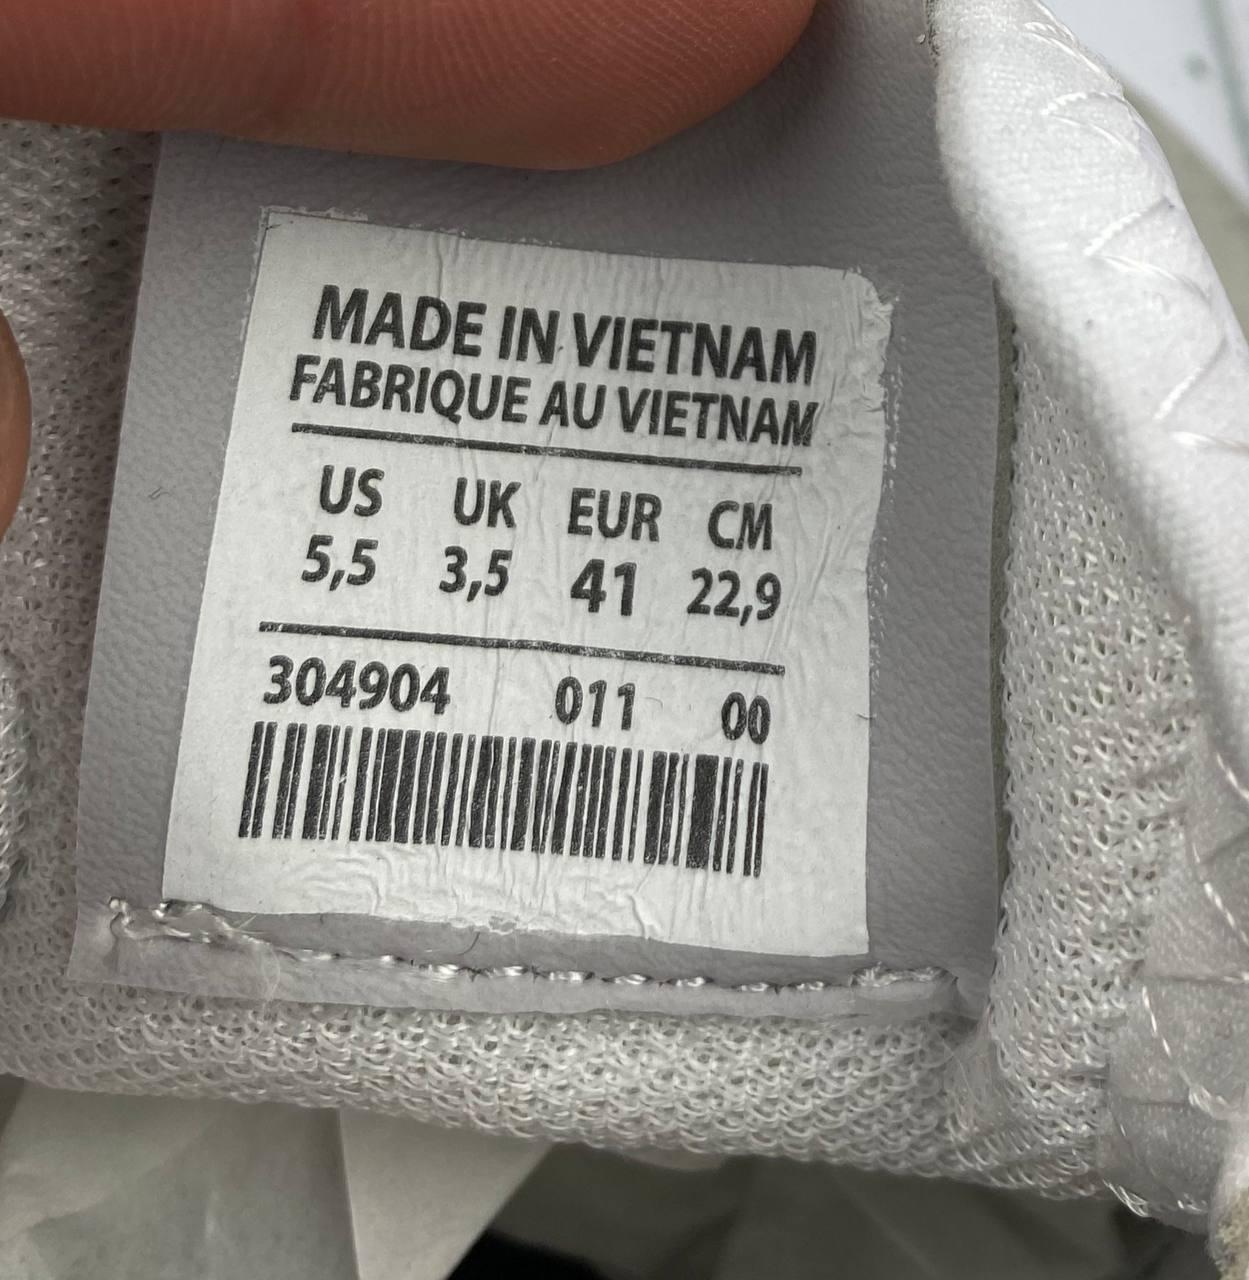 MADE IN VIETNAM
FABRIQUE AU VIETNAM
US UK EUR CM
5,5 3,5 41 22,9
304904 011 00